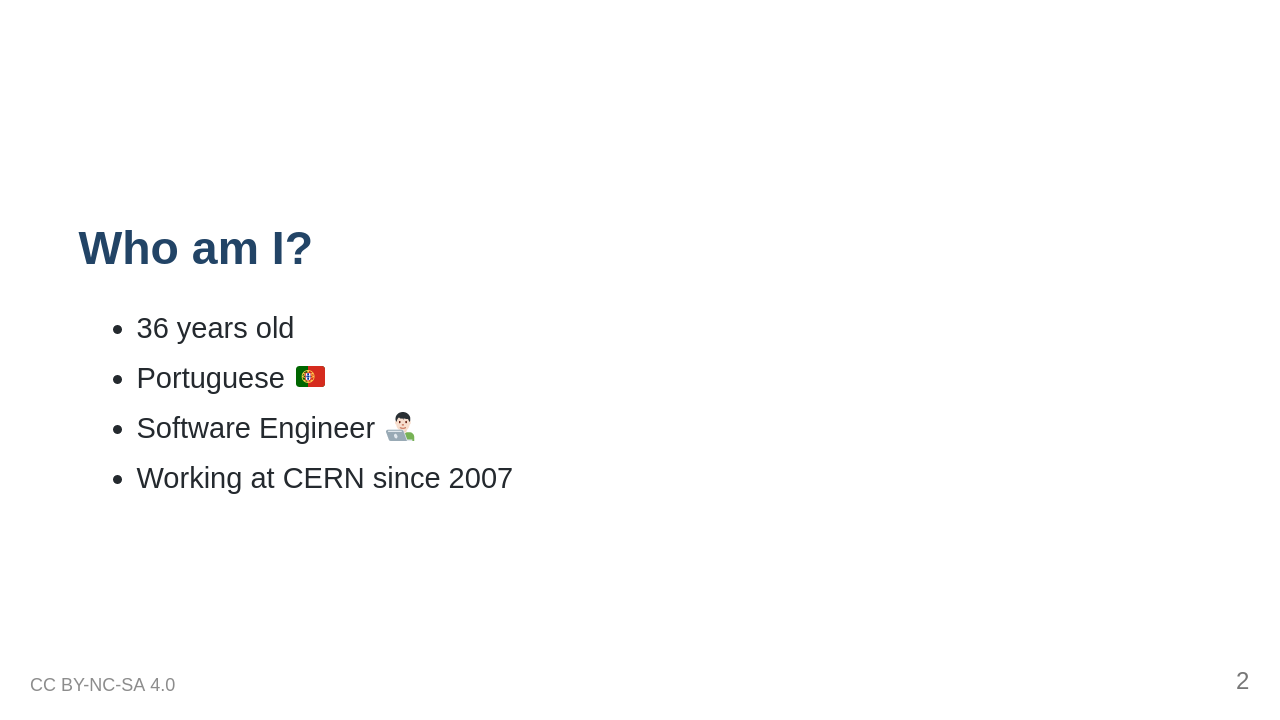 Who am I?
36 years old
Portuguese 🇵🇹
Software Engineer 👨🏻‍💻
Working at CERN since 2007
CC BY-NC-SA 4.0
2